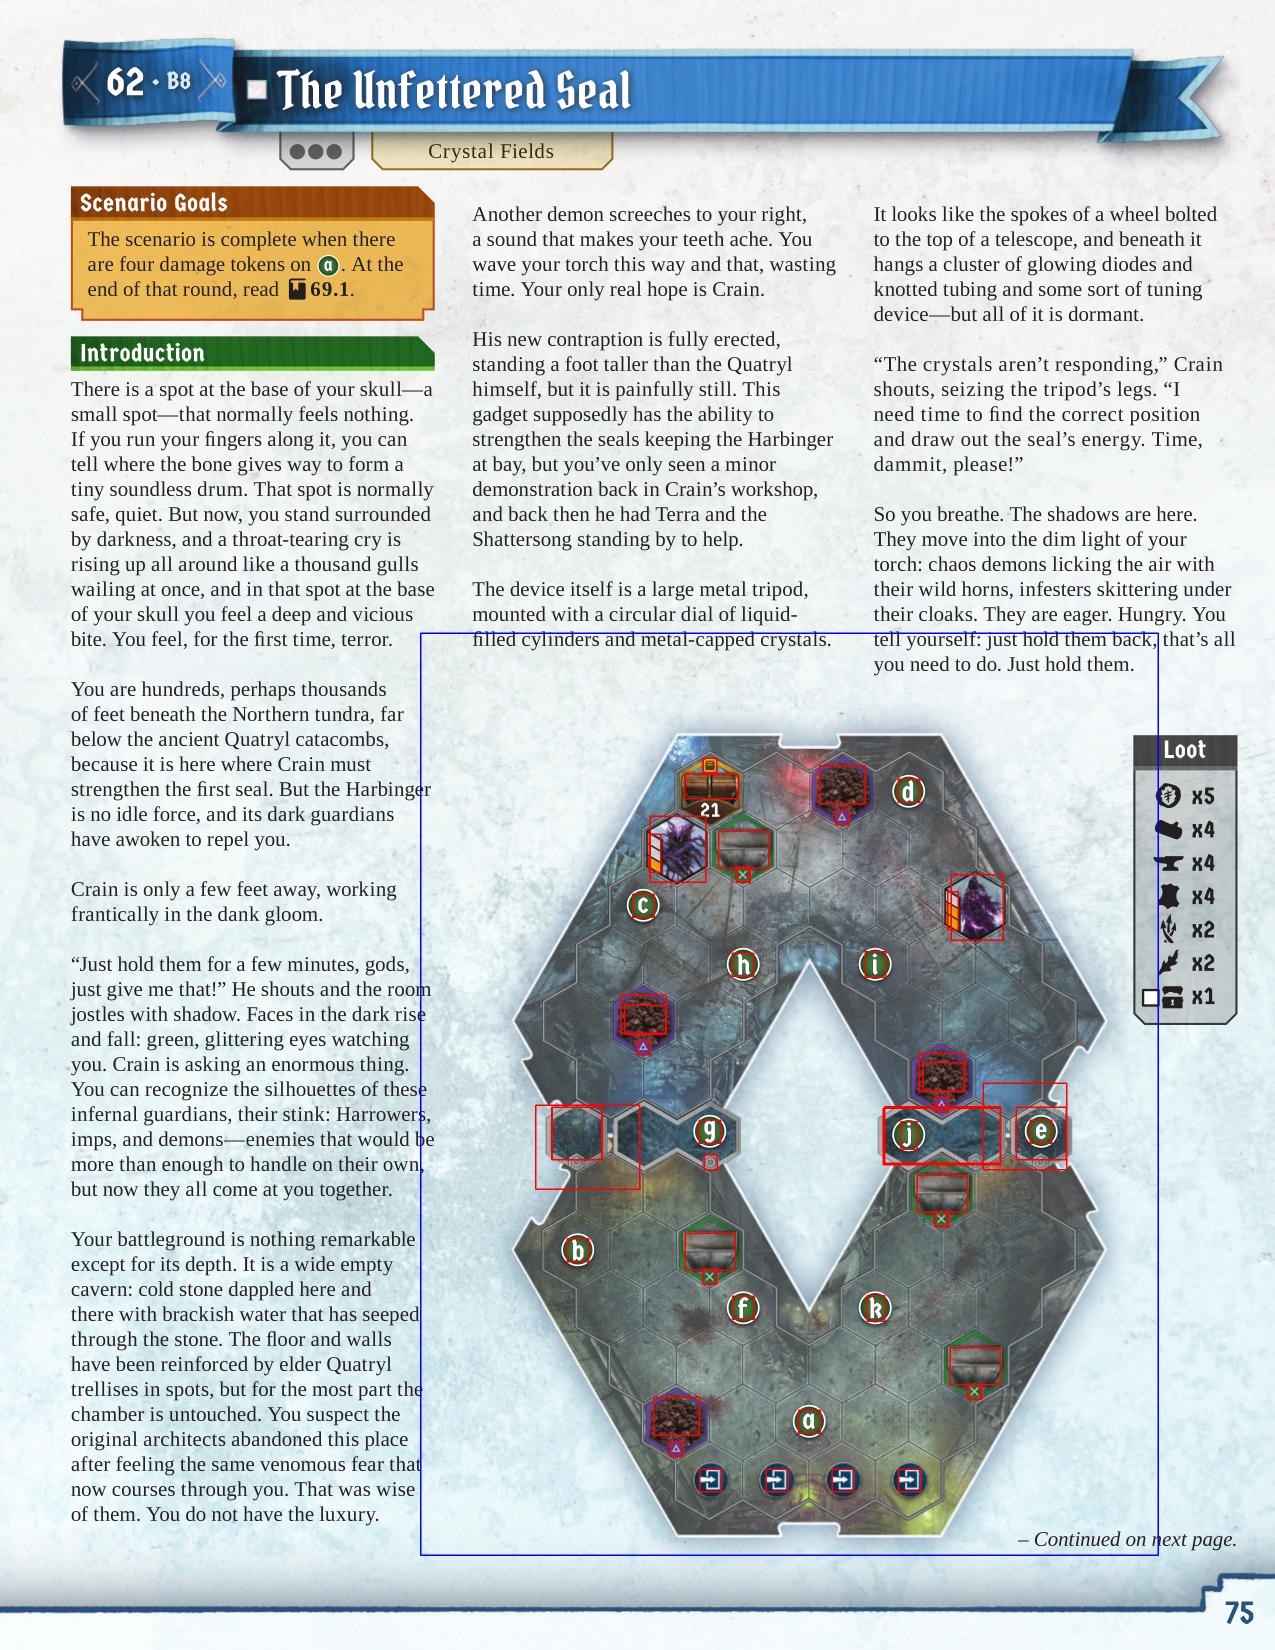 62 · B8
The Unfettered Seal
Crystal Fields
Scenario Goals
The scenario is complete when there
are four damage tokens on a. At the
end of that round, read 69.1.
Introduction
There is a spot at the base of your skull—a
small spot—that normally feels nothing.
If you run your fingers along it, you can
tell where the bone gives way to form a
tiny soundless drum. That spot is normally
safe, quiet. But now, you stand surrounded
by darkness, and a throat-tearing cry is
rising up all around like a thousand gulls
wailing at once, and in that spot at the base
of your skull you feel a deep and vicious
bite. You feel, for the first time, terror.
You are hundreds, perhaps thousands
of feet beneath the Northern tundra, far
below the ancient Quatryl catacombs,
because it is here where Crain must
strengthen the first seal. But the Harbinger
is no idle force, and its dark guardians
have awoken to repel you.
Crain is only a few feet away, working
frantically in the dank gloom.
“Just hold them for a few minutes, gods,
just give me that!” He shouts and the room
jostles with shadow. Faces in the dark rise
and fall: green, glittering eyes watching
you. Crain is asking an enormous thing.
You can recognize the silhouettes of these
infernal guardians, their stink: Harrowers,
imps, and demons—enemies that would be
more than enough to handle on their own,
but now they all come at you together.
Your battleground is nothing remarkable
except for its depth. It is a wide empty
cavern: cold stone dappled here and
there with brackish water that has seeped
through the stone. The floor and walls
have been reinforced by elder Quatryl
trellises in spots, but for the most part the
chamber is untouched. You suspect the
original architects abandoned this place
after feeling the same venomous fear that
now courses through you. That was wise
of them. You do not have the luxury.
Another demon screeches to your right,
a sound that makes your teeth ache. You
wave your torch this way and that, wasting
time. Your only real hope is Crain.
His new contraption is fully erected,
standing a foot taller than the Quatryl
himself, but it is painfully still. This
gadget supposedly has the ability to
strengthen the seals keeping the Harbinger
at bay, but you’ve only seen a minor
demonstration back in Crain’s workshop,
and back then he had Terra and the
Shattersong standing by to help.
The device itself is a large metal tripod,
mounted with a circular dial of liquid-
filled cylinders and metal-capped crystals.
It looks like the spokes of a wheel bolted
to the top of a telescope, and beneath it
hangs a cluster of glowing diodes and
knotted tubing and some sort of tuning
device—but all of it is dormant.
“The crystals aren’t responding,” Crain
shouts, seizing the tripod’s legs. “I
need time to find the correct position
and draw out the seal’s energy. Time,
dammit, please!”
So you breathe. The shadows are here.
They move into the dim light of your
torch: chaos demons licking the air with
their wild horns, infesters skittering under
their cloaks. They are eager. Hungry. You
tell yourself: just hold them back, that’s all
you need to do. Just hold them.
21
d
c
h
i
g
j
e
b
f
k
a
Loot
x5
x4
x4
x4
x2
x2
x1
– Continued on next page.
75